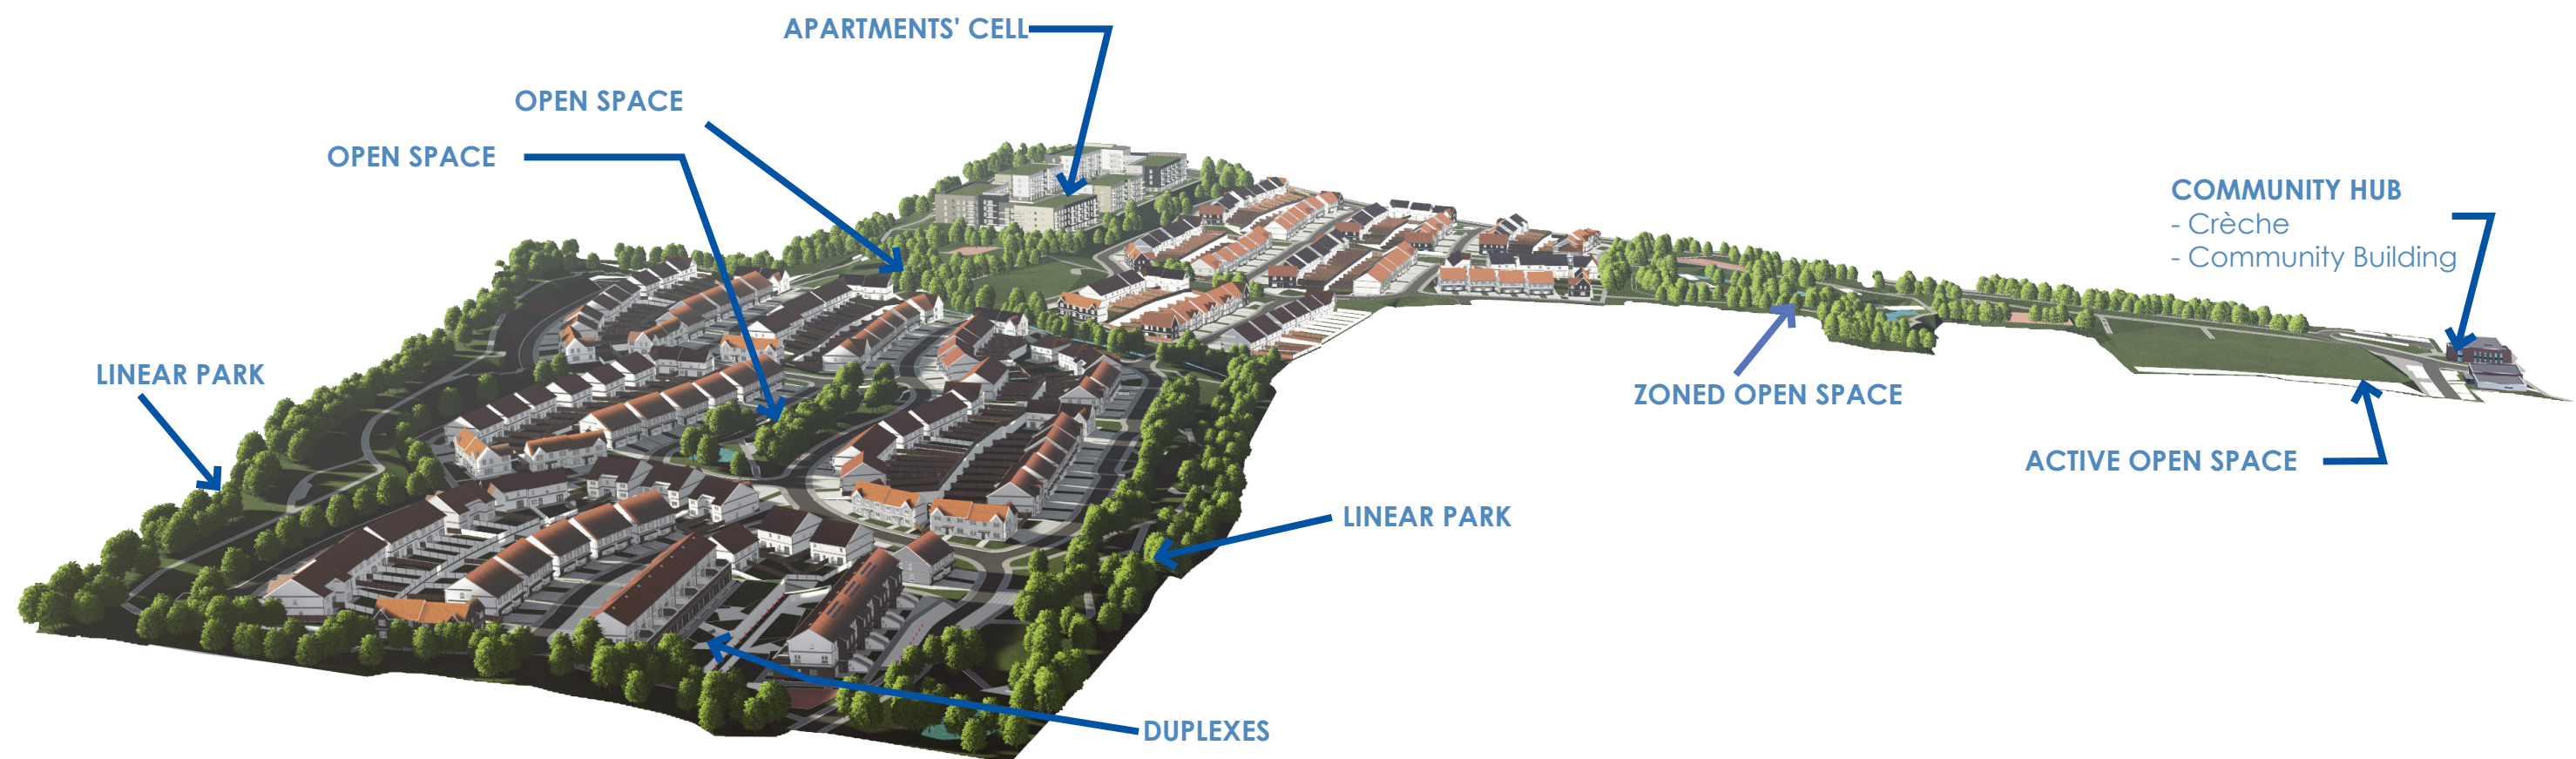 APARTMENTS' CELL
OPEN SPACE
OPEN SPACE
COMMUNITY HUB
- Crèche
- Community Building
LINEAR PARK
ZONED OPEN SPACE
ACTIVE OPEN SPACE
LINEAR PARK
DUPLEXES